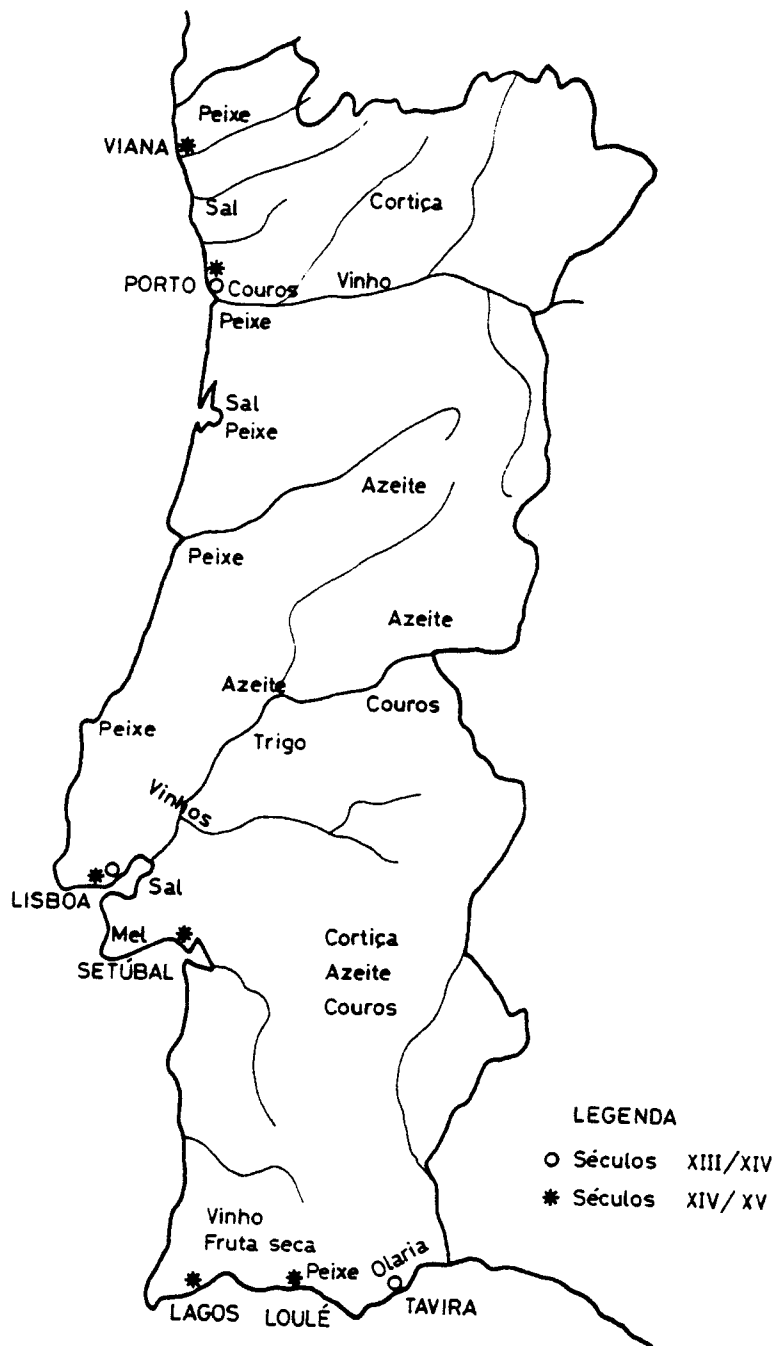 Peixe
VIANA
Sal
Cortiça
PORTO
Couros
Vinho
Peixe
Sal
Peixe
Azeite
Peixe
Azeite
Azeite
Couros
Peixe
Trigo
Vinhos
LISBOA
Sal
Mel
SETÚBAL
Cortiça
Azeite
Couros
LEGENDA
Séculos XIII/XIV
Séculos XIV/XV
Vinho
Fruta seca
Peixe
Olaria
LAGOS
LOULÉ
TAVIRA